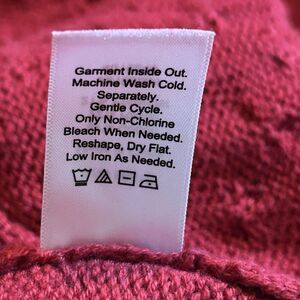 Garment Inside Out.
Machine Wash Cold.
Separately.
Gentle Cycle.
Only Non-Chlorine
Bleach When Needed.
Reshape, Dry Flat.
Low Iron As Needed.